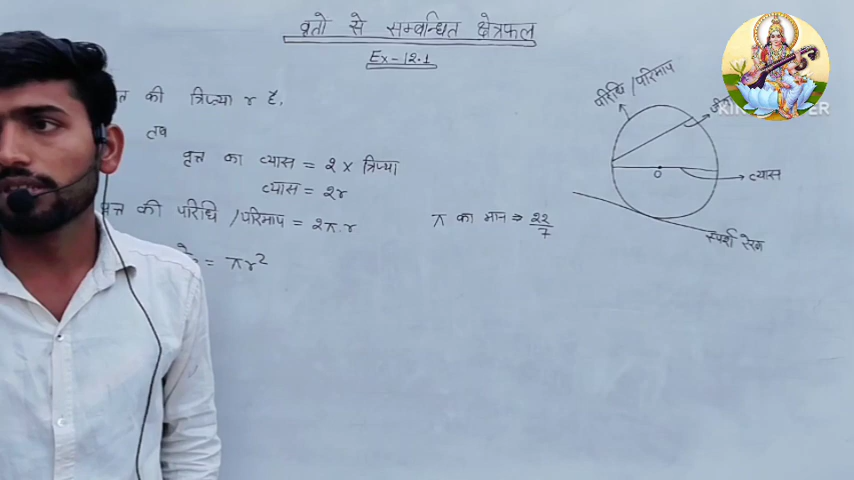 वृतो से सम्बन्धित क्षेत्रफल
Ex-12.1
की त्रिज्या r है,
तब
वृत्त का व्यास = 2 x त्रिज्या
व्यास = 2r
वृत्त की परिधि / परिमाप = 2π.r
= πr²
π का मान ⇒ 22/7
परिधि / परिमाप
O
व्यास
स्पर्श रेखा